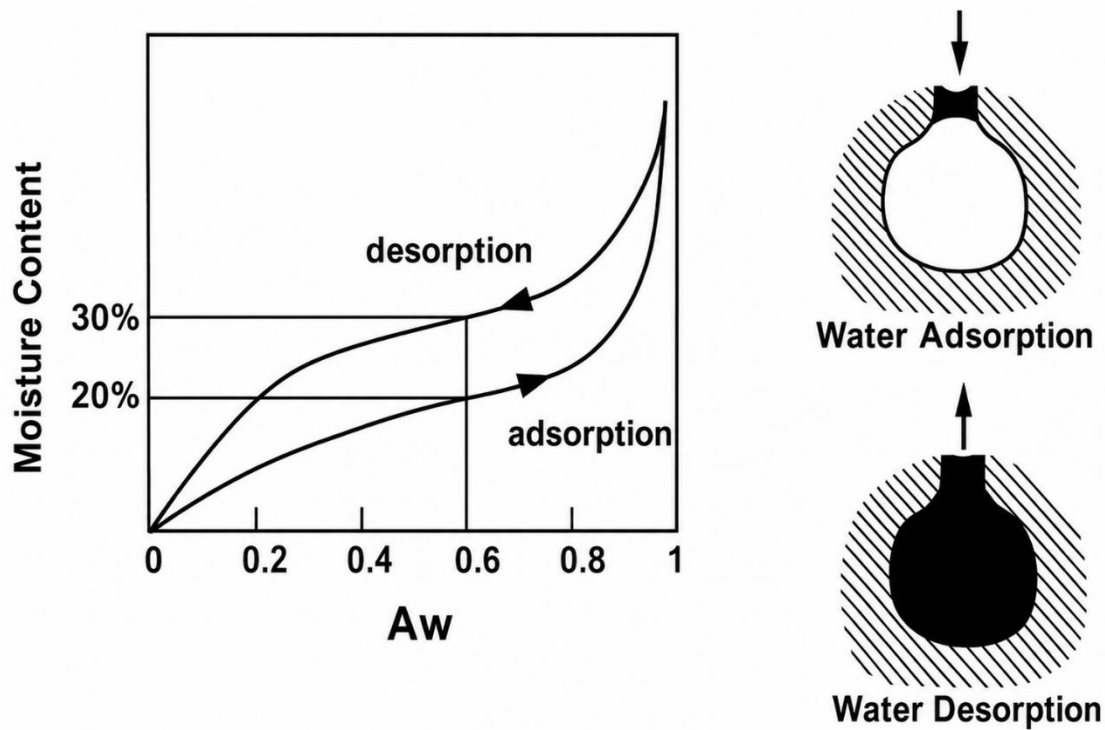 Moisture Content
30%
20%
desorption
adsorption
0 0.2 0.4 0.6 0.8 1
Aw
Water Adsorption
Water Desorption